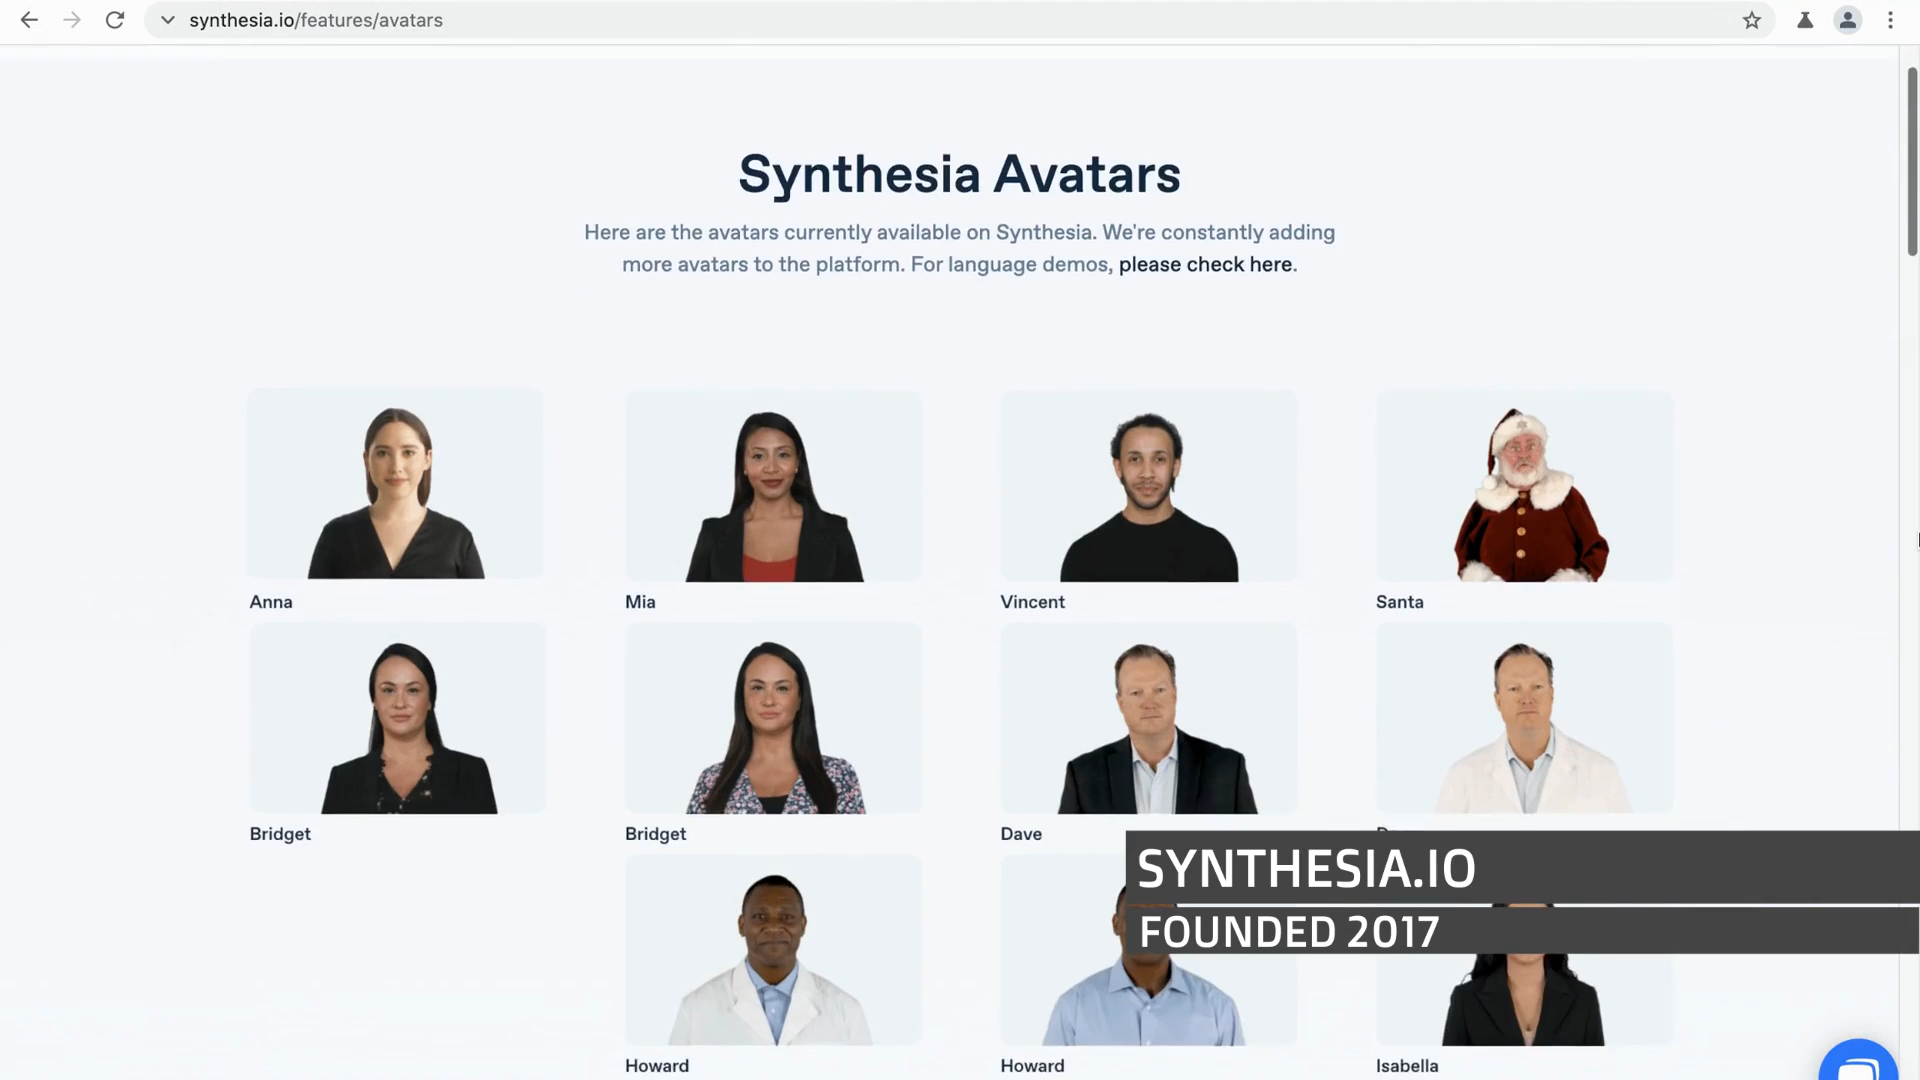 synthesia.io/features/avatars
Synthesia Avatars
Here are the avatars currently available on Synthesia. We're constantly adding
more avatars to the platform. For language demos, please check here.
Anna
Mia
Vincent
Santa
Bridget
Bridget
Dave
SYNTHESIA.IO
FOUNDED 2017
Howard
Howard
Isabella